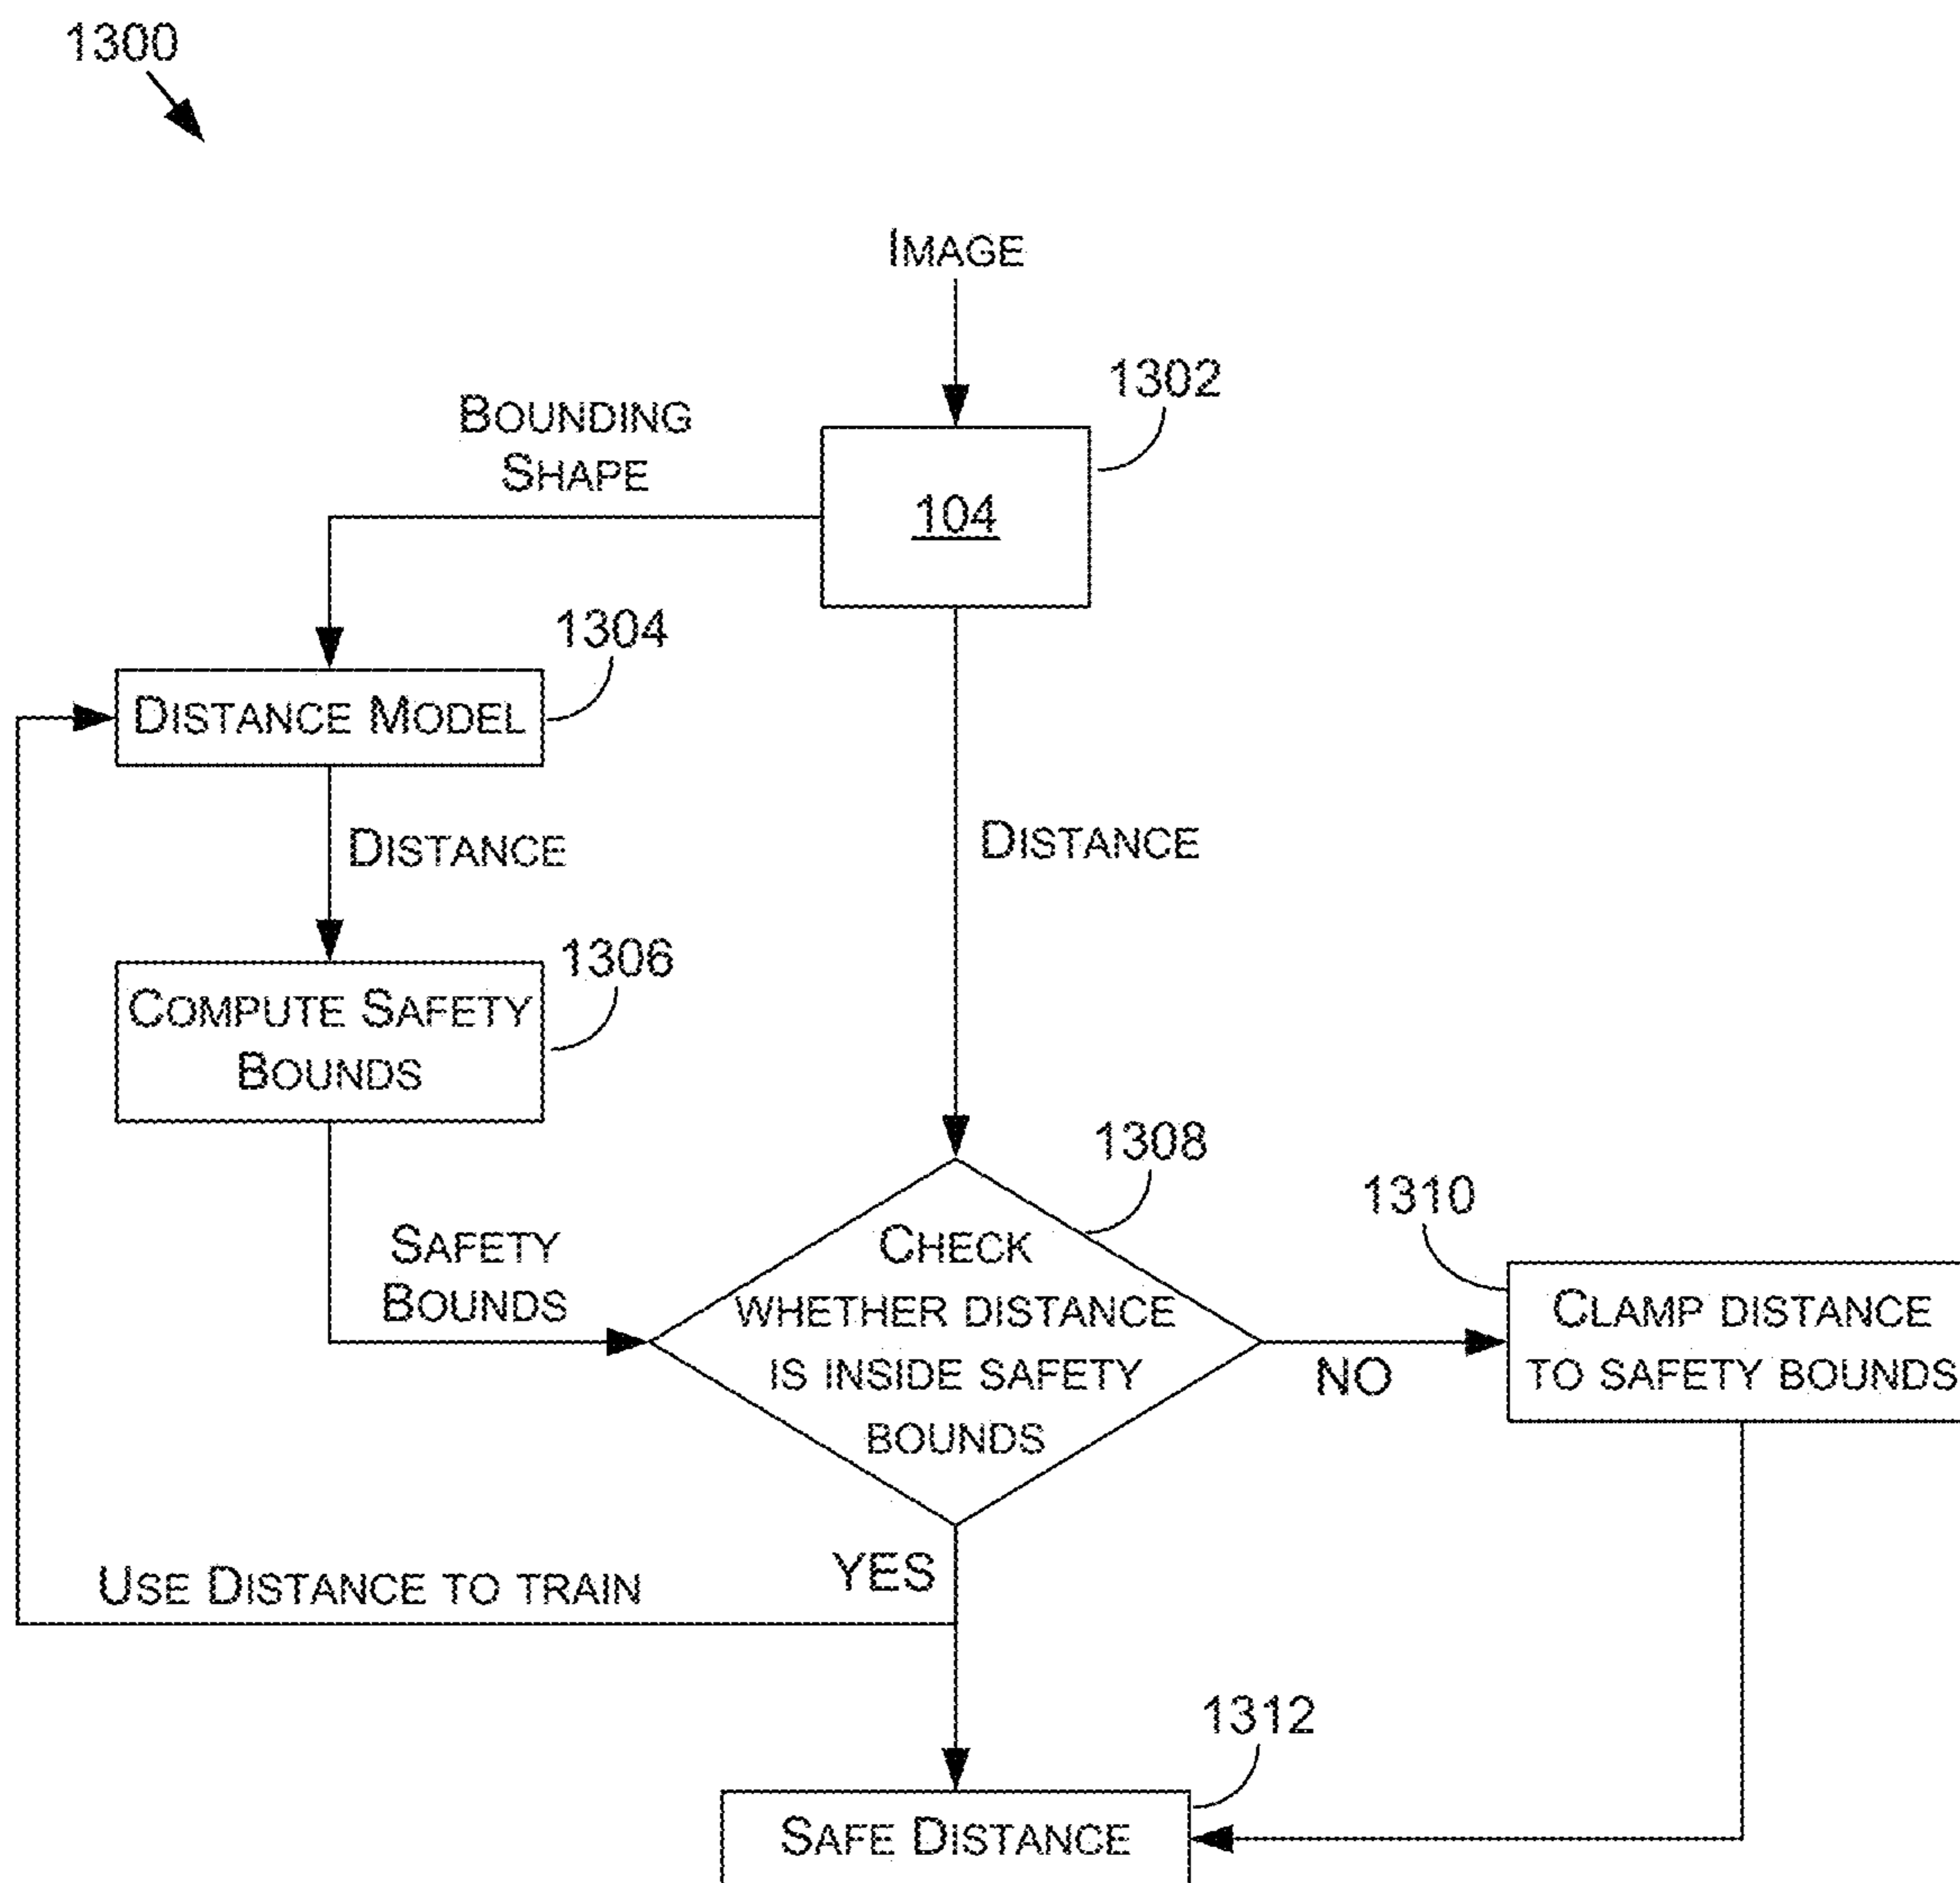 1300
IMAGE
1302
BOUNDING
SHAPE
104
1304
DISTANCE MODEL
DISTANCE
DISTANCE
1306
COMPUTE SAFETY
BOUNDS
1308
1310
SAFETY
BOUNDS
CHECK
WHETHER DISTANCE
IS INSIDE SAFETY
BOUNDS
NO
CLAMP DISTANCE
TO SAFETY BOUNDS
YES
USE DISTANCE TO TRAIN
1312
SAFE DISTANCE